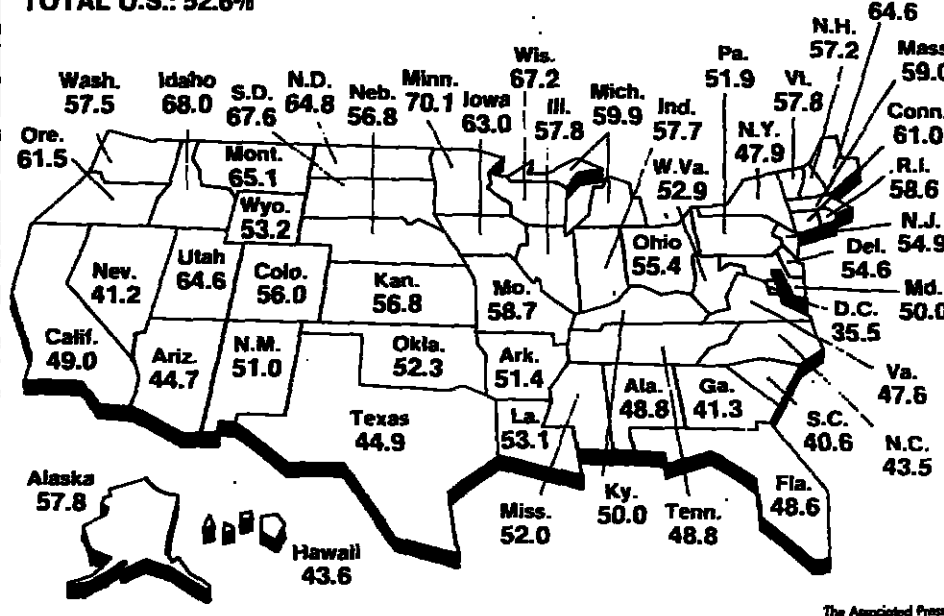 TOTAL U.S.: 52.6%
64.6
N.H.
57.2
Mass
59.0
Wis.
67.2
Pa.
51.9
Vt.
57.8
Wash.
57.5
Idaho
68.0
S.D.
67.6
N.D.
64.8
Neb.
56.8
Minn.
70.1
Iowa
63.0
Ill.
57.8
Mich.
59.9
Ind.
57.7
N.Y.
47.9
Conn.
61.0
Ore.
61.5
Mont.
65.1
W.Va.
52.9
R.I.
58.6
Wyo.
53.2
N.J.
54.9
Nev.
41.2
Utah
64.6
Colo.
56.0
Kan.
56.8
Mo.
58.7
Ohio
55.4
Del.
54.6
Md.
50.0
D.C.
35.5
Calif.
49.0
Ariz.
44.7
N.M.
51.0
Okla.
52.3
Ark.
51.4
Va.
47.6
Texas
44.9
La.
53.1
Ala.
48.8
Ga.
41.3
S.C.
40.6
N.C.
43.5
Alaska
57.8
Hawaii
43.6
Miss.
52.0
Ky.
50.0
Tenn.
48.8
Fla.
48.6
The Associated Press